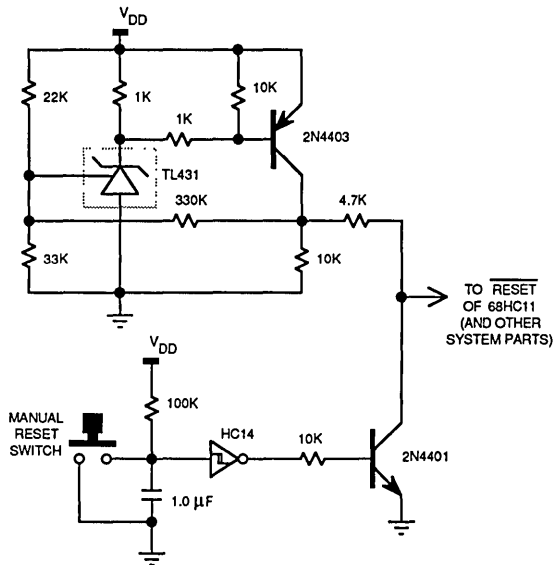 VDD
22K
1K
10K
1K
2N4403
TL431
330K
4.7K
33K
10K
TO RESET
OF 68HC11
(AND OTHER
SYSTEM PARTS)
VDD
100K
MANUAL
RESET
SWITCH
HC14
10K
2N4401
1.0 µF